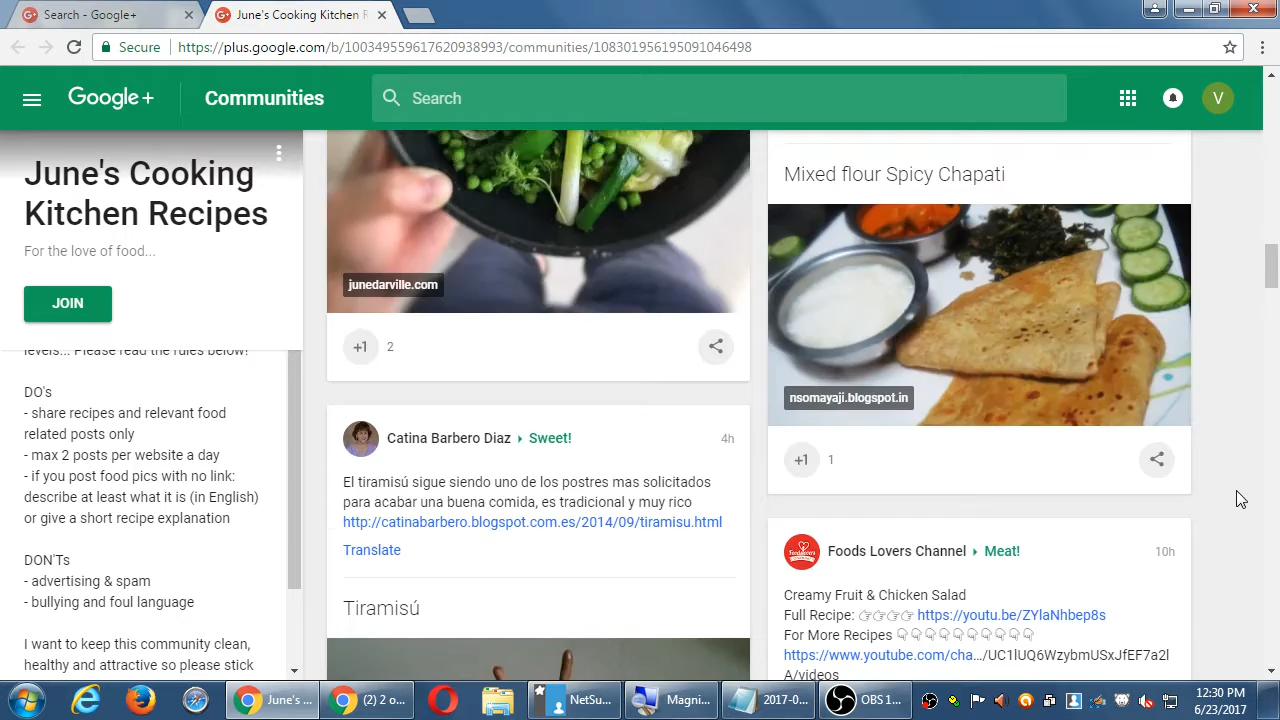 Search - Google+
June's Cooking Kitchen R
Secure
https://plus.google.com/b/100349559617620938993/communities/108301956195091046498
Google+
Communities
Search
V
June's Cooking
Kitchen Recipes
For the love of food...
JOIN
levels... Please read the rules below!
DO's
- share recipes and relevant food
related posts only
- max 2 posts per website a day
- if you post food pics with no link:
describe at least what it is (in English)
or give a short recipe explanation
DON'Ts
- advertising & spam
- bullying and foul language
I want to keep this community clean,
healthy and attractive so please stick
junedarville.com
+1
2
Catina Barbero Diaz
Sweet!
4h
El tiramisú sigue siendo uno de los postres mas solicitados
para acabar una buena comida, es tradicional y muy rico
http://catinabarbero.blogspot.com.es/2014/09/tiramisu.html
Translate
Tiramisú
Mixed flour Spicy Chapati
nsomayaji.blogspot.in
+1
1
Foods Lovers Channel
Meat!
10h
Creamy Fruit & Chicken Salad
Full Recipe: 👉👉👉👉 https://youtu.be/ZYlaNhbep8s
For More Recipes 👇👇👇👇👇👇👇👇👇👇
https://www.youtube.com/cha…/UC1lUQ6WzybmUSxJfEF7a2l
A/videos
June's ...
(2) 2 o...
NetSu...
Magni...
2017-0...
OBS 1...
12:30 PM
6/23/2017